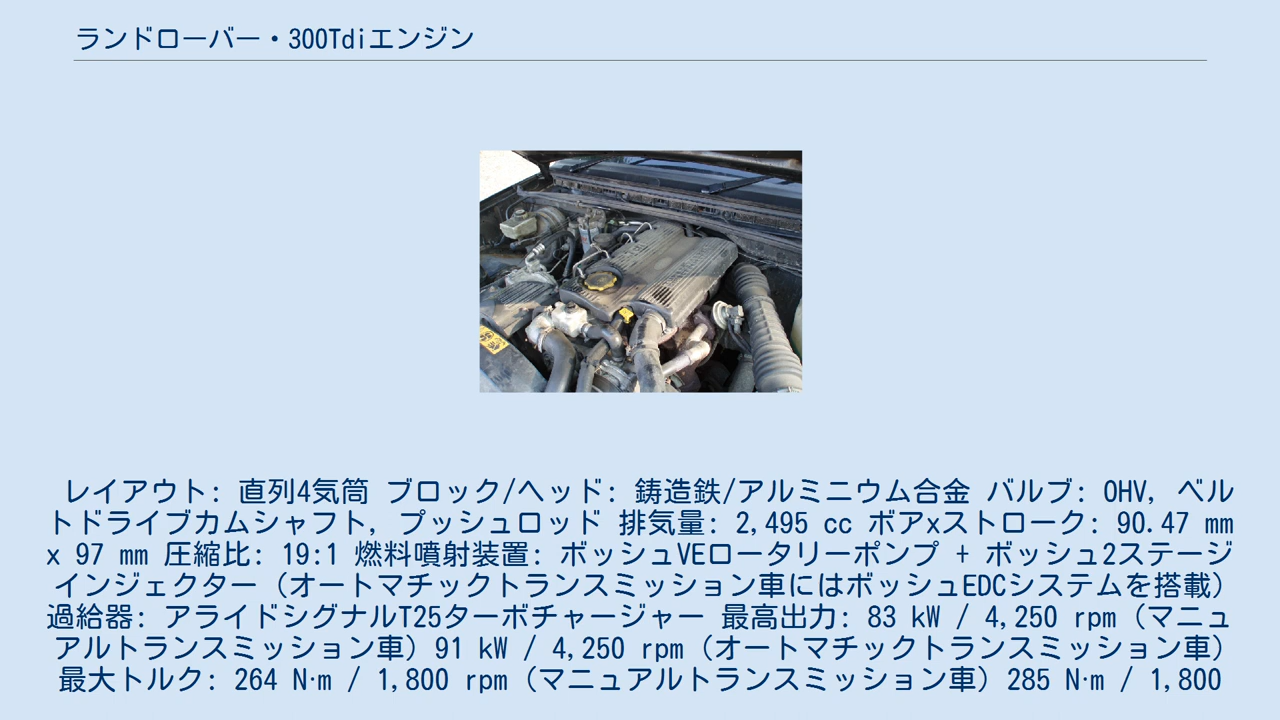 ランドローバー・300Tdiエンジン
レイアウト: 直列4気筒 ブロック/ヘッド: 鋳造鉄/アルミニウム合金 バルブ: OHV, ベル
トドライブカムシャフト, プッシュロッド 排気量: 2,495 cc ボアxストローク: 90.47 mm
x 97 mm 圧縮比: 19:1 燃料噴射装置: ボッシュVEロータリーポンプ + ボッシュ2ステージ
インジェクター（オートマチックトランスミッション車にはボッシュEDCシステムを搭載）
過給器: アライドシグナルT25ターボチャージャー 最高出力: 83 kW / 4,250 rpm（マニュ
アルトランスミッション車）91 kW / 4,250 rpm（オートマチックトランスミッション車）
最大トルク: 264 N·m / 1,800 rpm（マニュアルトランスミッション車）285 N·m / 1,800